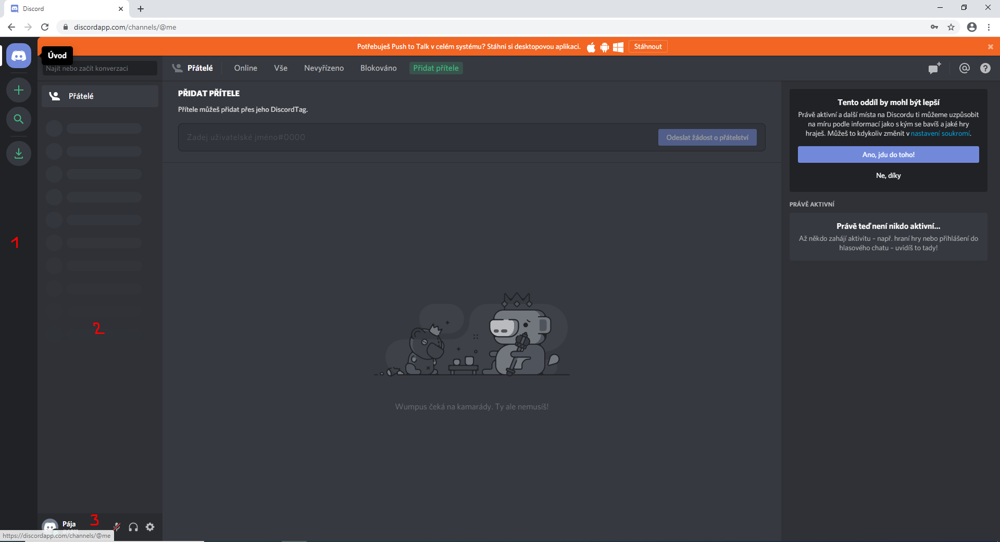 Discord
discordapp.com/channels/@me
Potřebuješ Push to Talk v celém systému? Stáhni si desktopovou aplikaci.
Stáhnout
Úvod
Najít nebo začít konverzaci
Přátelé
Online
Vše
Nevyřízeno
Blokováno
Přidat přítele
Přátelé
PŘIDAT PŘÍTELE
Přítele můžeš přidat přes jeho DiscordTag.
Zadej uživatelské jméno#0000
Odeslat žádost o přátelství
Tento oddíl by mohl být lepší
Právě aktivní a další místa na Discordu ti můžeme uzpůsobit
na míru podle informací jako s kým se bavíš a jaké hry
hraješ. Můžeš to kdykoliv změnit v nastavení soukromí.
Ano, jdu do toho!
Ne, díky
PRÁVĚ AKTIVNÍ
Právě teď není nikdo aktivní...
Až někdo zahájí aktivitu – např. hraní hry nebo přihlášení do
hlasového chatu – uvidíš to tady!
1
2
Wumpus čeká na kamarády. Ty ale nemusíš!
3
Pája
https://discordapp.com/channels/@me